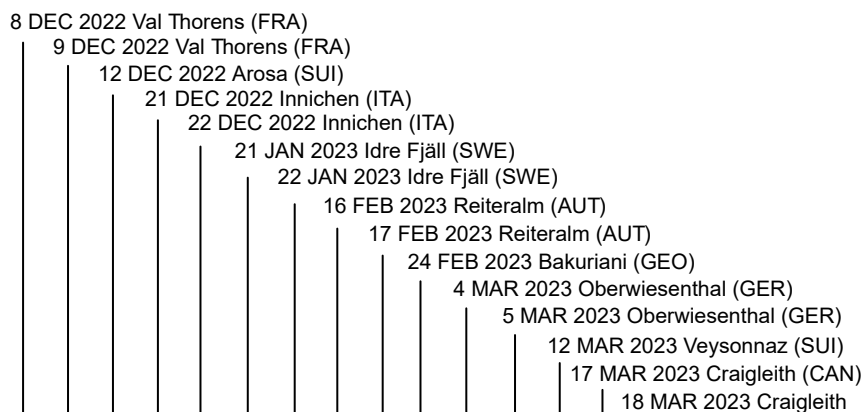 8 DEC 2022 Val Thorens (FRA)
9 DEC 2022 Val Thorens (FRA)
12 DEC 2022 Arosa (SUI)
21 DEC 2022 Innichen (ITA)
22 DEC 2022 Innichen (ITA)
21 JAN 2023 Idre Fjäll (SWE)
22 JAN 2023 Idre Fjäll (SWE)
16 FEB 2023 Reiteralm (AUT)
17 FEB 2023 Reiteralm (AUT)
24 FEB 2023 Bakuriani (GEO)
4 MAR 2023 Oberwiesenthal (GER)
5 MAR 2023 Oberwiesenthal (GER)
12 MAR 2023 Veysonnaz (SUI)
17 MAR 2023 Craigleith (CAN)
18 MAR 2023 Craigleith